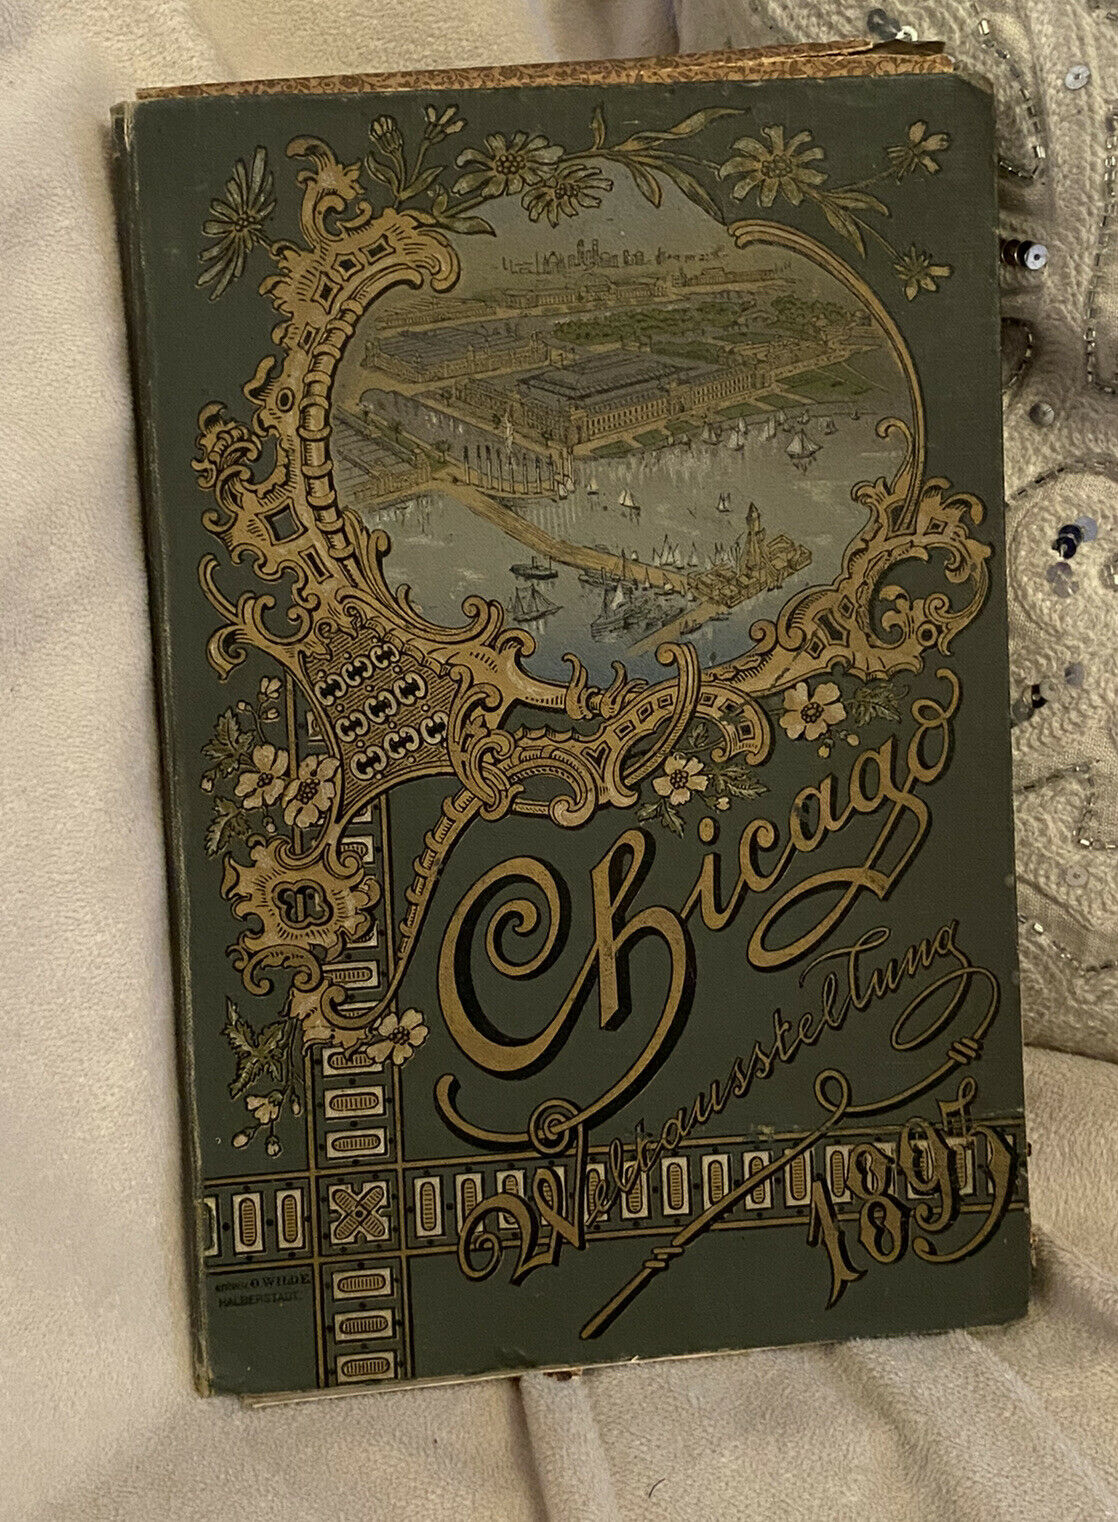 Chicago
Weltausstellung
1893
O. WILDE
HALBERSTADT.